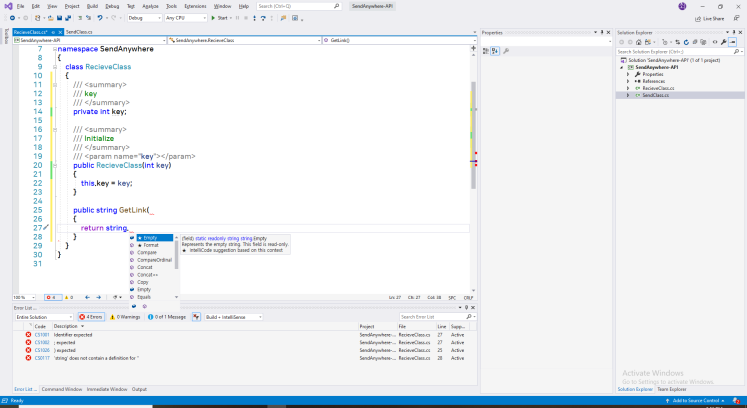 File Edit View Project Build Debug Test Analyze Tools Extensions Window Help Search (Ctrl+Q) SendAnywhere-API
Debug Any CPU Start Live Share
Toolbox
RecieveClass.cs* SendClass.cs
SendAnywhere-API SendAnywhere.RecieveClass GetLink()
7 namespace SendAnywhere
8 {
9 class RecieveClass
10 {
11 /// <summary>
12 /// key
13 /// </summary>
14 private int key;
15
16 /// <summary>
17 /// Initialize
18 /// </summary>
19 /// <param name="key"></param>
20 public RecieveClass(int key)
21 {
22 this.key = key;
23 }
24
25 public string GetLink(
26 {
27 return string.
28 }
29 }
30 }
31
★ Empty
★ Format
Compare
CompareOrdinal
Concat
Concat<>
Copy
Empty
Equals
(field) static readonly string string.Empty
Represents the empty string. This field is read-only.
★ IntelliCode suggestion based on this context
100 % 4 0 Ln: 27 Ch: 27 Col: 38 SPC CRLF
Error List ...
Entire Solution 4 Errors 0 Warnings 0 of 1 Message Build + IntelliSense Search Error List
Code Description Project File Line Supp...
CS1001 Identifier expected SendAnywhere-... RecieveClass.cs 27 Active
CS1002 ; expected SendAnywhere-... RecieveClass.cs 27 Active
CS1026 ) expected SendAnywhere-... RecieveClass.cs 25 Active
CS0117 'string' does not contain a definition for '' SendAnywhere-... RecieveClass.cs 28 Active
Error List ... Command Window Immediate Window Output
Properties
Solution Explorer
Search Solution Explorer (Ctrl+;)
Solution 'SendAnywhere-API' (1 of 1 project)
SendAnywhere-API
Properties
References
RecieveClass.cs
SendClass.cs
Activate Windows
Go to Settings to activate Windows.
Solution Explorer Team Explorer
Ready Add to Source Control